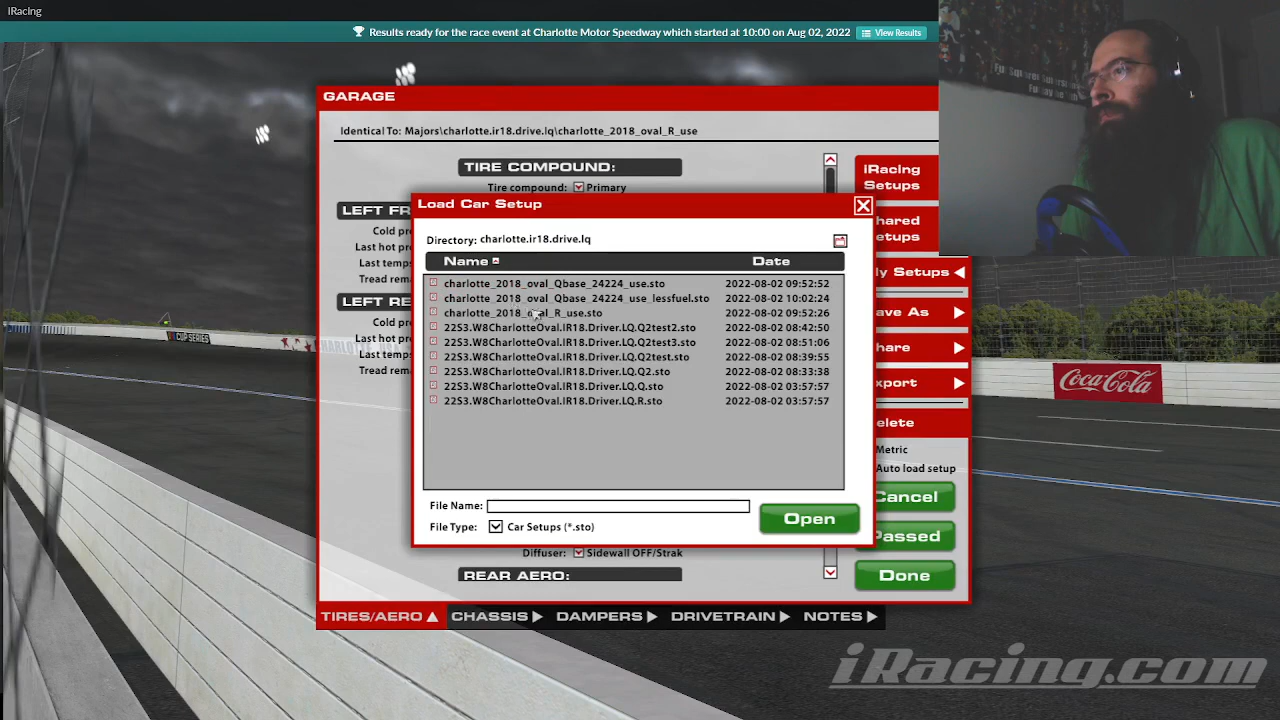 iRacing
Results ready for the race event at Charlotte Motor Speedway which started at 10:00 on Aug 02, 2022 View Results
GARAGE
Identical To: Majors\charlotte.ir18.drive.lq\charlotte_2018_oval_R_use
TIRE COMPOUND:
Tire compound: Primary
iRacing
Setups
LEFT FR
Cold pr
Last hot pr
Last temps
Tread rema
LEFT RE
Cold pr
Last hot pr
Last temps
Tread rema
Load Car Setup
Directory: charlotte.ir18.drive.lq
Name Date
charlotte_2018_oval_Qbase_24224_use.sto 2022-08-02 09:52:52
charlotte_2018_oval_Qbase_24224_use_lessfuel.sto 2022-08-02 10:02:24
charlotte_2018_oval_R_use.sto 2022-08-02 09:52:26
22S3.W8CharlotteOval.IR18.Driver.LQ.Q2test2.sto 2022-08-02 08:42:50
22S3.W8CharlotteOval.IR18.Driver.LQ.Q2test3.sto 2022-08-02 08:51:06
22S3.W8CharlotteOval.IR18.Driver.LQ.Q2test.sto 2022-08-02 08:39:55
22S3.W8CharlotteOval.IR18.Driver.LQ.Q2.sto 2022-08-02 08:33:38
22S3.W8CharlotteOval.IR18.Driver.LQ.Q.sto 2022-08-02 03:57:57
22S3.W8CharlotteOval.IR18.Driver.LQ.R.sto 2022-08-02 03:57:57
File Name:
File Type: Car Setups (*.sto)
Open
hared
etups
ly Setups
ave As
hare
xport
elete
Metric
Auto load setup
Cancel
Passed
Done
Diffuser: Sidewall OFF/Strak
REAR AERO:
TIRES/AERO CHASSIS DAMPERS DRIVETRAIN NOTES
CUP SERIES
Coca-Cola
iRacing.com